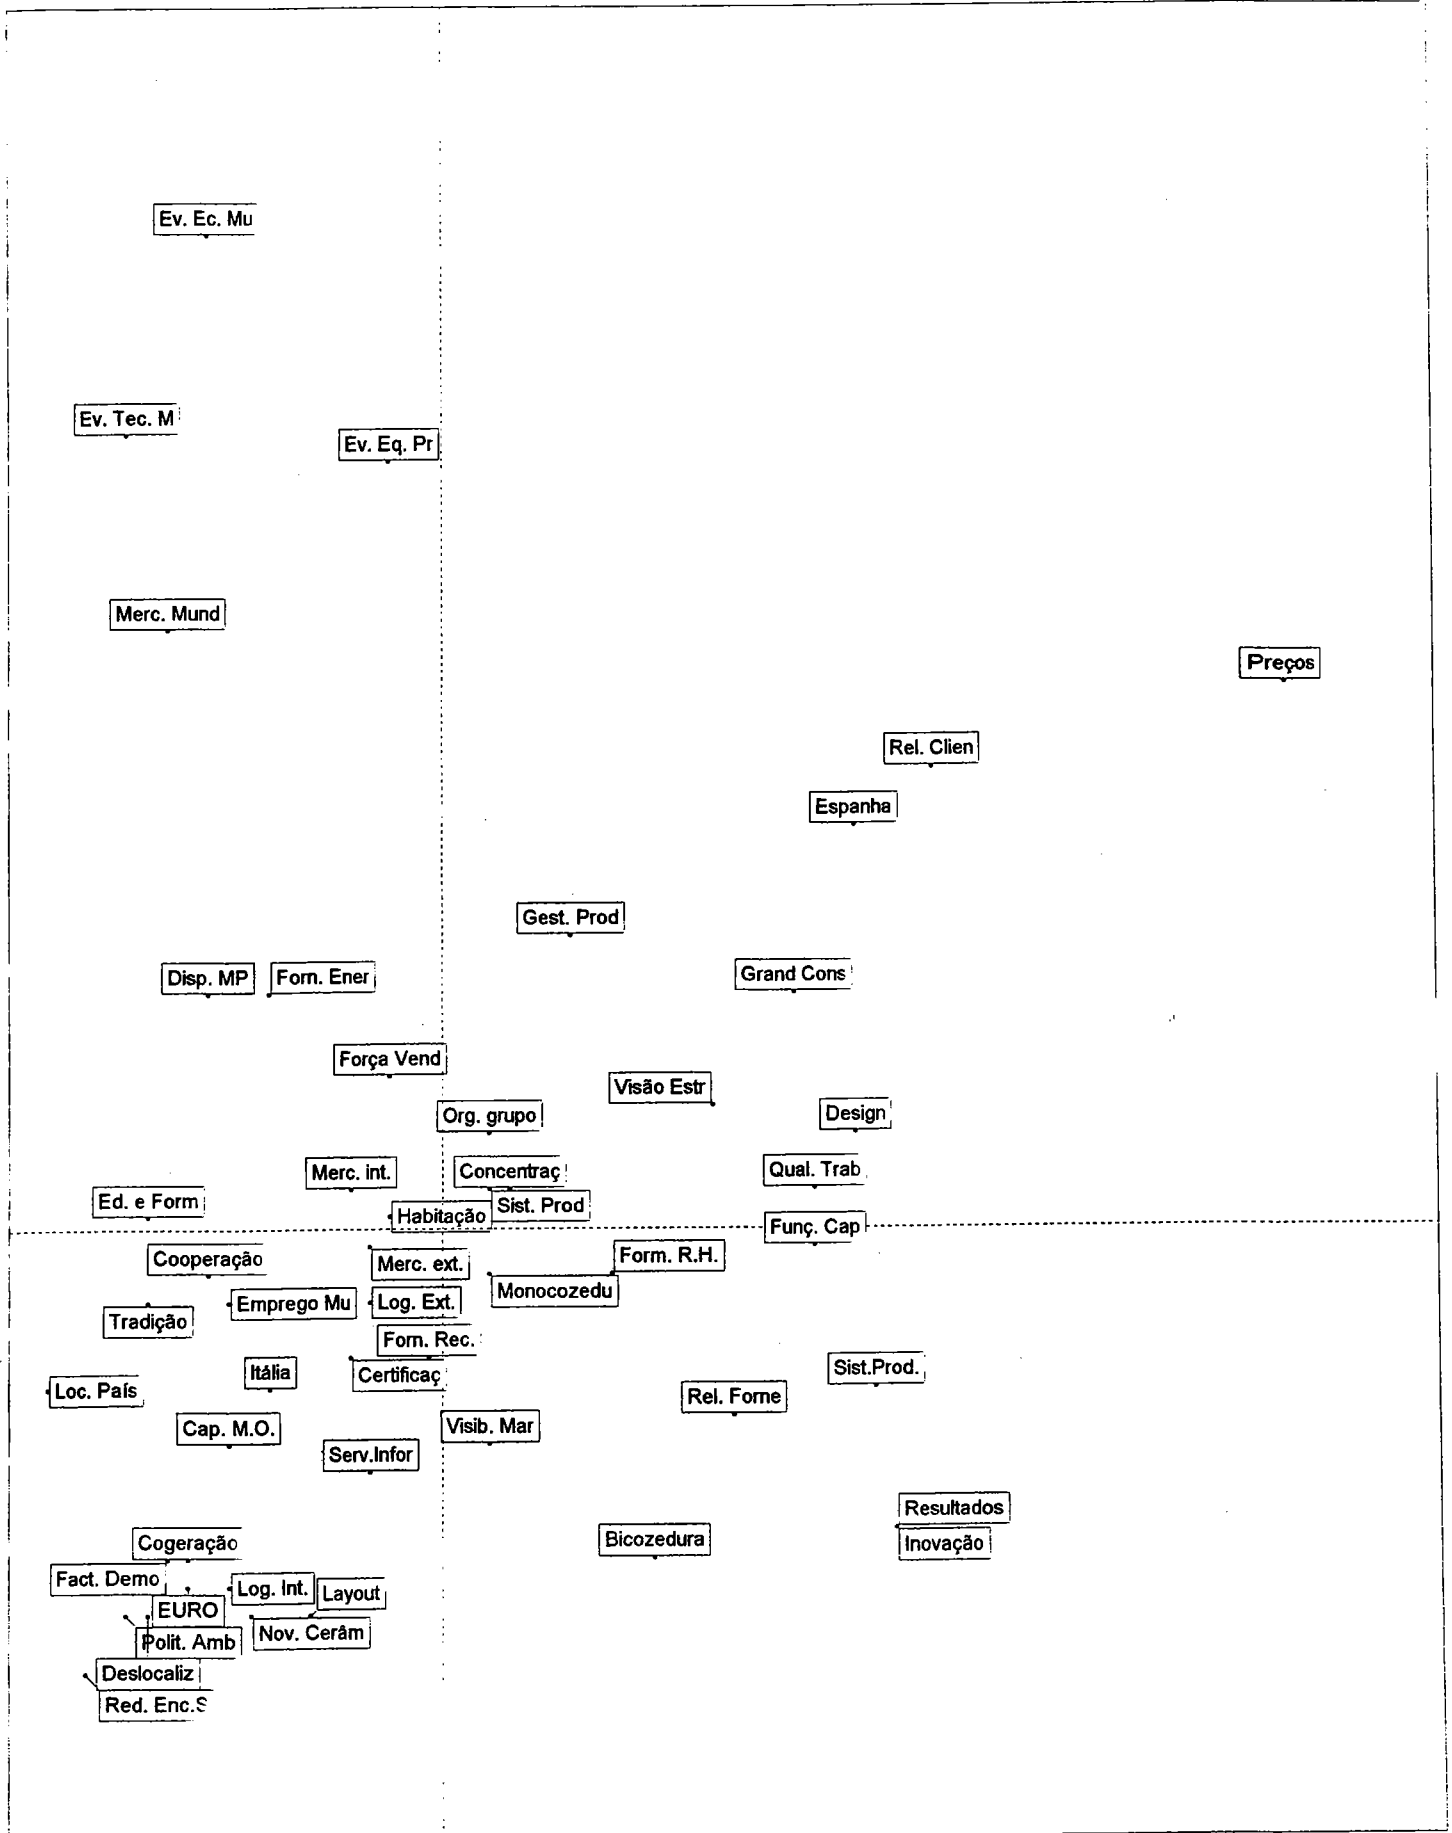 Ev. Ec. Mu
Ev. Tec. M
Ev. Eq. Pr
Merc. Mund
Preços
Rel. Clien
Espanha
Gest. Prod
Disp. MP
Forn. Ener
Grand Cons
Força Vend
Visão Estr
Org. grupo
Design
Merc. int.
Concentraç
Qual. Trab
Ed. e Form
Habitação
Sist. Prod
Funç. Cap
Cooperação
Merc. ext.
Form. R.H.
Monocozedu
Emprego Mu
Log. Ext.
Tradição
Forn. Rec.
Itália
Certificaç
Sist.Prod.
Loc. País
Rel. Forne
Cap. M.O.
Visib. Mar
Serv.Infor
Resultados
Bicozedura
Inovação
Cogeração
Fact. Demo
Log. Int.
Layout
EURO
Polit. Amb
Nov. Cerâm
Deslocaliz
Red. Enc.S